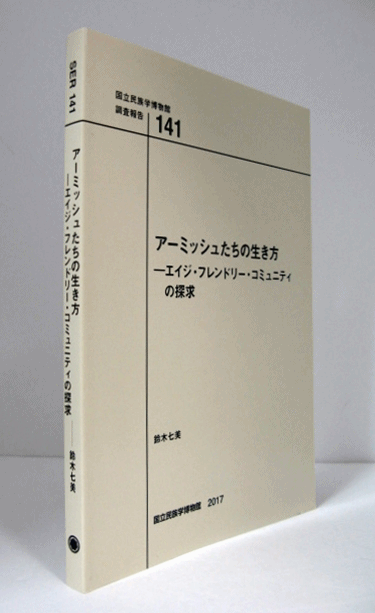 SER 141
アーミッシュたちの生き方
―エイジ・フレンドリー・コミュニティの探求
鈴木七美
国立民族学博物館
調査報告
141
アーミッシュたちの生き方
―エイジ・フレンドリー・コミュニティ
の探求
鈴木七美
国立民族学博物館 2017